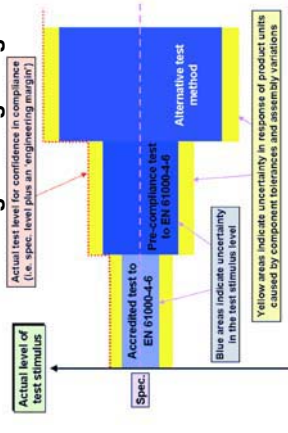 Actual test level for confidence in compliance
(i.e. spec. level plus an 'engineering margin')
Actual level of
test stimulus
Spec.
Accredited test to
EN 61000-4-6
Pre-compliance test
to EN 61000-4-6
Alternative test
method
Blue areas indicate uncertainty
in the test stimulus level
Yellow areas indicate uncertainty in response of product units
caused by component tolerances and assembly variations